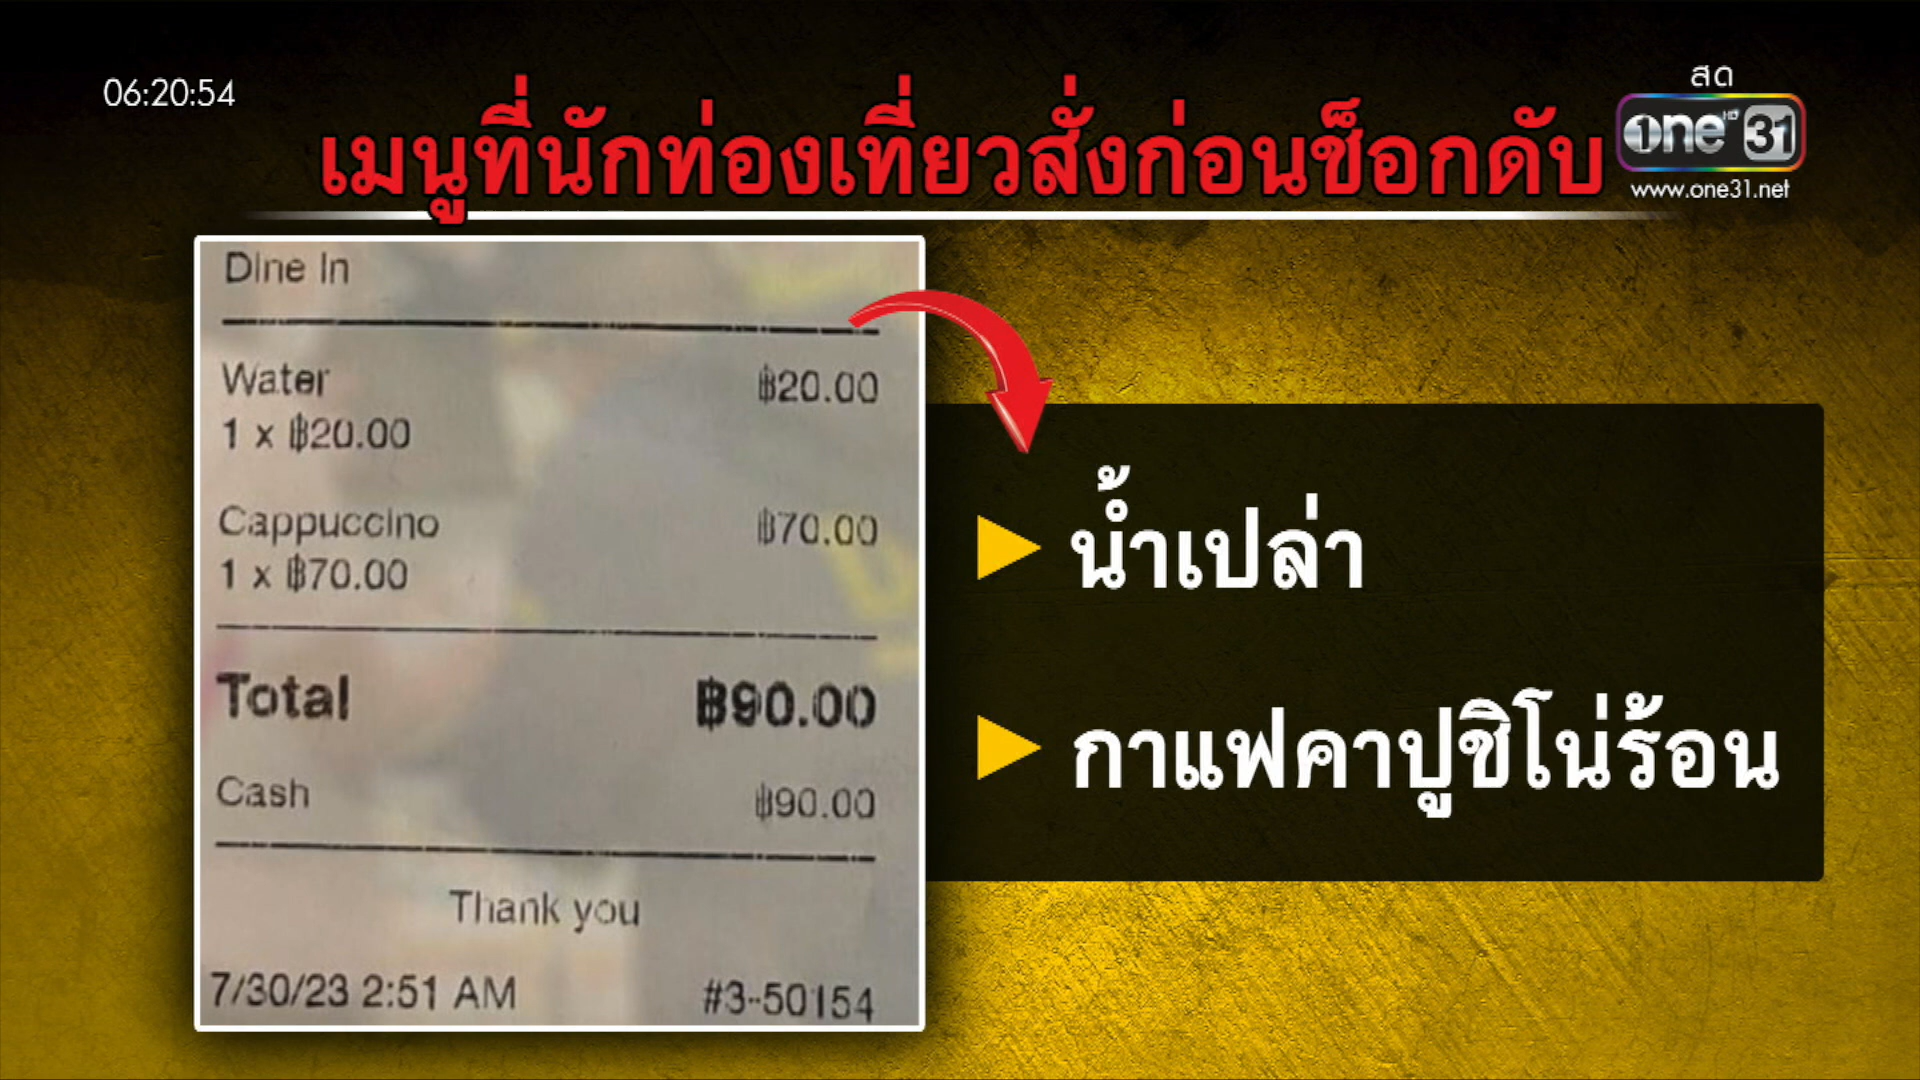 06:20:54
สด
เมนูที่นักท่องเที่ยวสั่งก่อนช็อกดับ
one HD 31
www.one31.net
Dine In
Water ฿20.00
1 x ฿20.00
Cappuccino ฿70.00
1 x ฿70.00
Total ฿90.00
Cash ฿90.00
Thank you
7/30/23 2:51 AM #3-50154
น้ำเปล่า
กาแฟคาปูชิโน่ร้อน